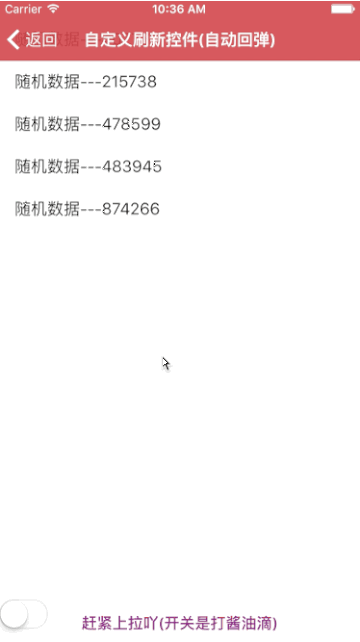 Carrier 10:36 AM
返回 自定义刷新控件(自动回弹)
随机数据---215738
随机数据---478599
随机数据---483945
随机数据---874266
赶紧上拉吖(开关是打酱油滴)